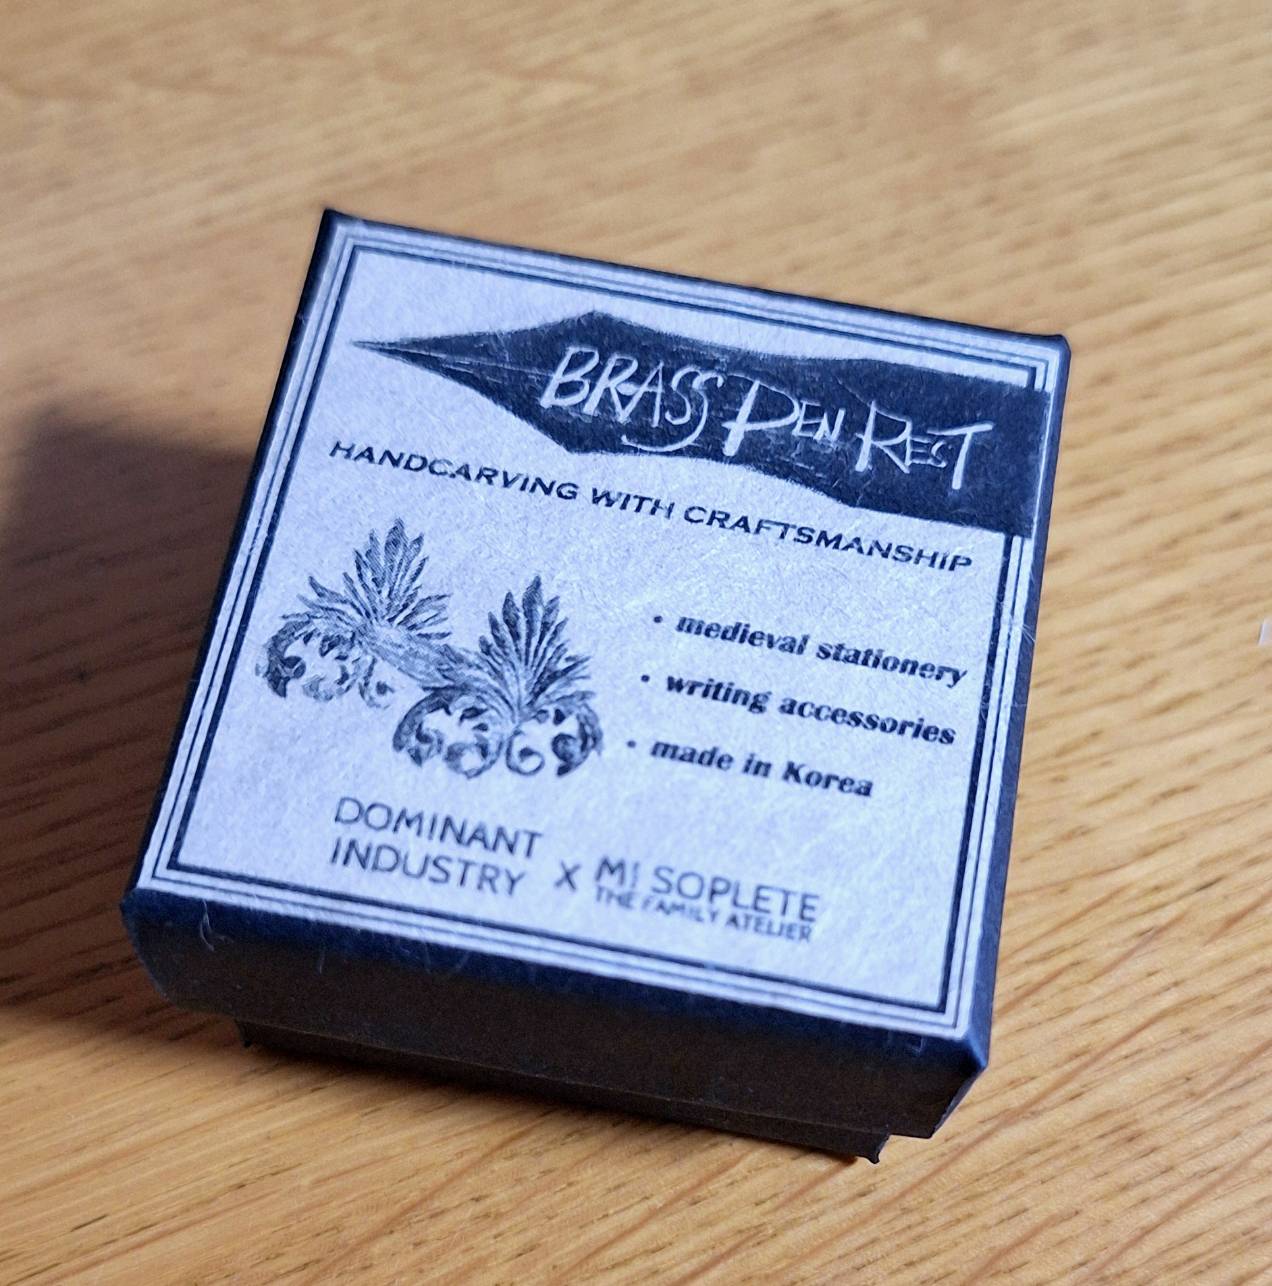 BRASS PEN REST
HANDCARVING WITH CRAFTSMANSHIP
• medieval stationery
• writing accessories
• made in Korea
DOMINANT
INDUSTRY
X
MI SOPLETE
THE FAMILY ATELIER